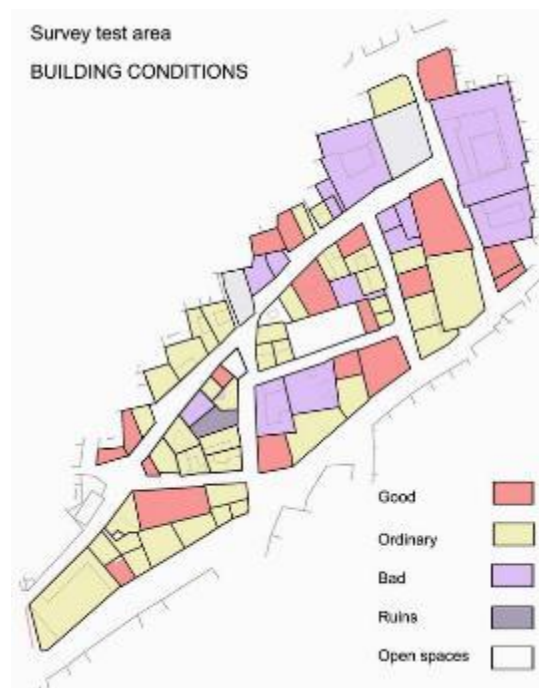 Survey test area
BUILDING CONDITIONS
Good
Ordinary
Bad
Ruins
Open spaces